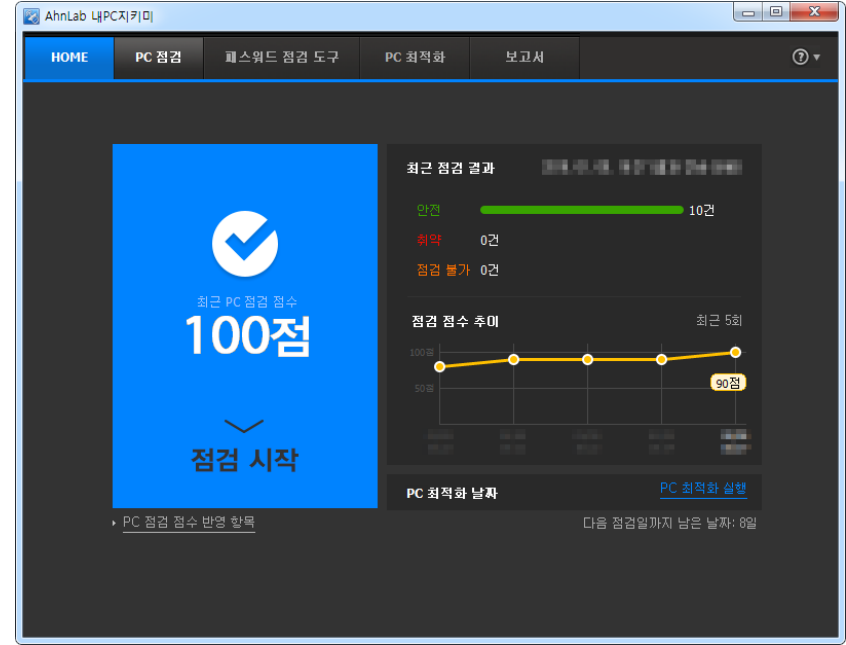 AhnLab 내PC지키미
HOME PC 점검 패스워드 점검 도구 PC 최적화 보고서
최근 점검 결과
안전 10건
취약 0건
점검 불가 0건
최근 PC 점검 점수
100점
점검 시작
점검 점수 추이 최근 5회
100점
50점
90점
PC 최적화 날짜 PC 최적화 실행
PC 점검 점수 반영 항목
다음 점검일까지 남은 날짜: 8일